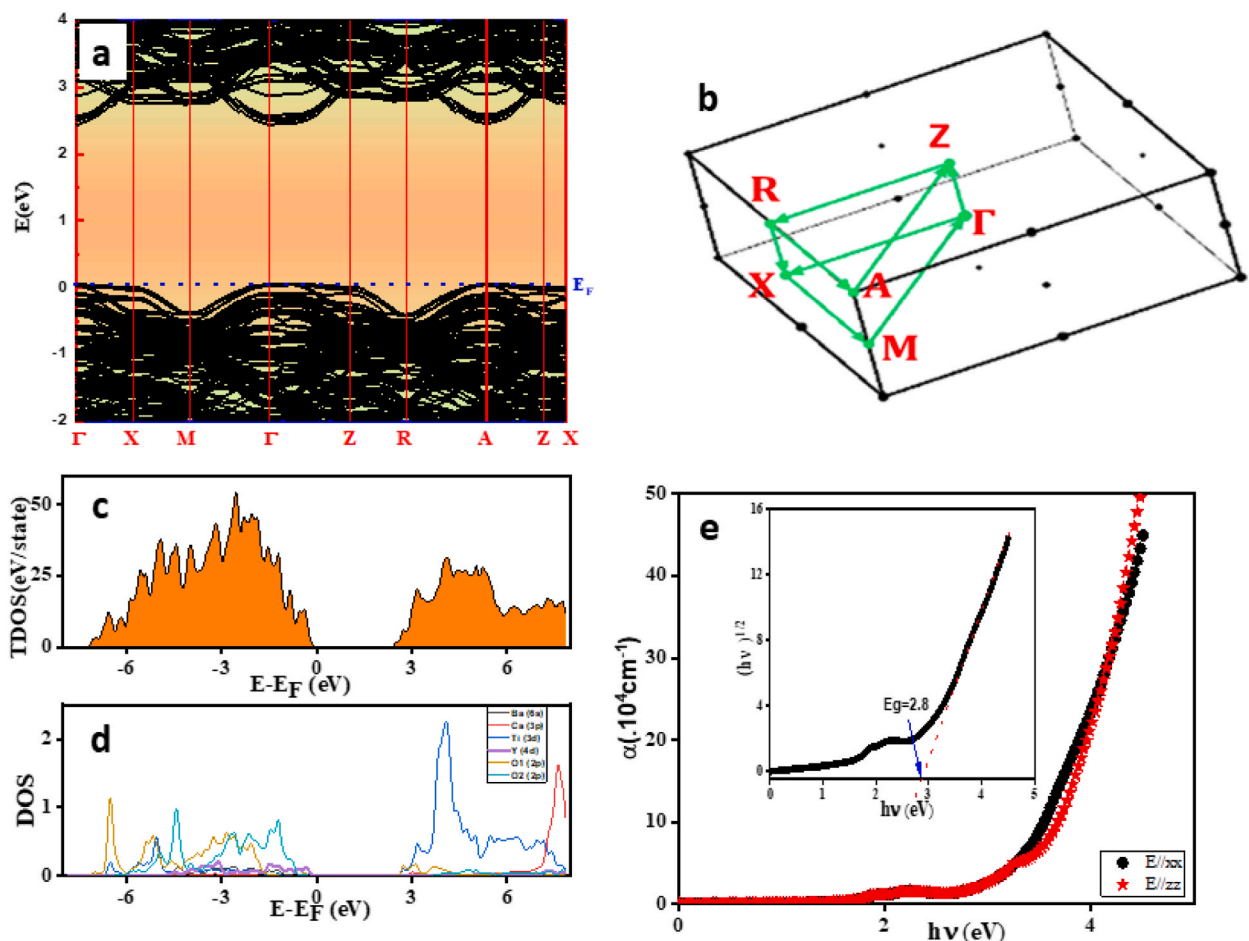 a
4
3
2
1
0
-1
-2
E(eV)
E_F
Γ X M Γ Z R A Z X
b
Z
R
Γ
X
A
M
c
50
25
0
TDOS(eV/state)
-6 -3 0 3 6
E-E_F (eV)
d
2
1
0
DOS
Ba (6s)
Ca (3p)
Ti (3d)
Y (4d)
O1 (2p)
O2 (2p)
-6 -3 0 3 6
E-E_F (eV)
e
50
40
30
20
10
0
α(.10⁴cm⁻¹)
16
12
8
4
0
(hν )^1/2
Eg=2.8
0 1 2 3 4 5
hν (eV)
E//xx
E//zz
0 2 4
hν (eV)